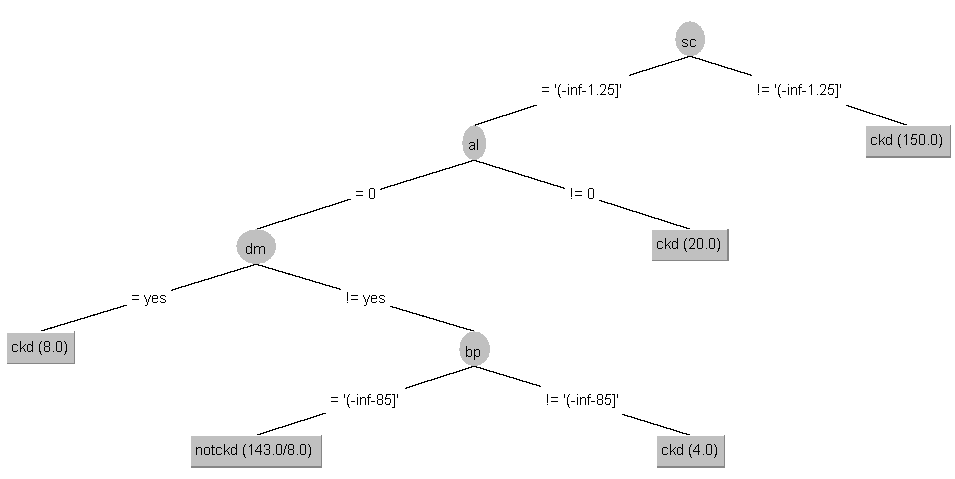 sc
= '(-inf-1.25]'
!= '(-inf-1.25]'
al
ckd (150.0)
= 0
!= 0
dm
ckd (20.0)
= yes
!= yes
ckd (8.0)
bp
= '(-inf-85]'
!= '(-inf-85]'
notckd (143.0/8.0)
ckd (4.0)